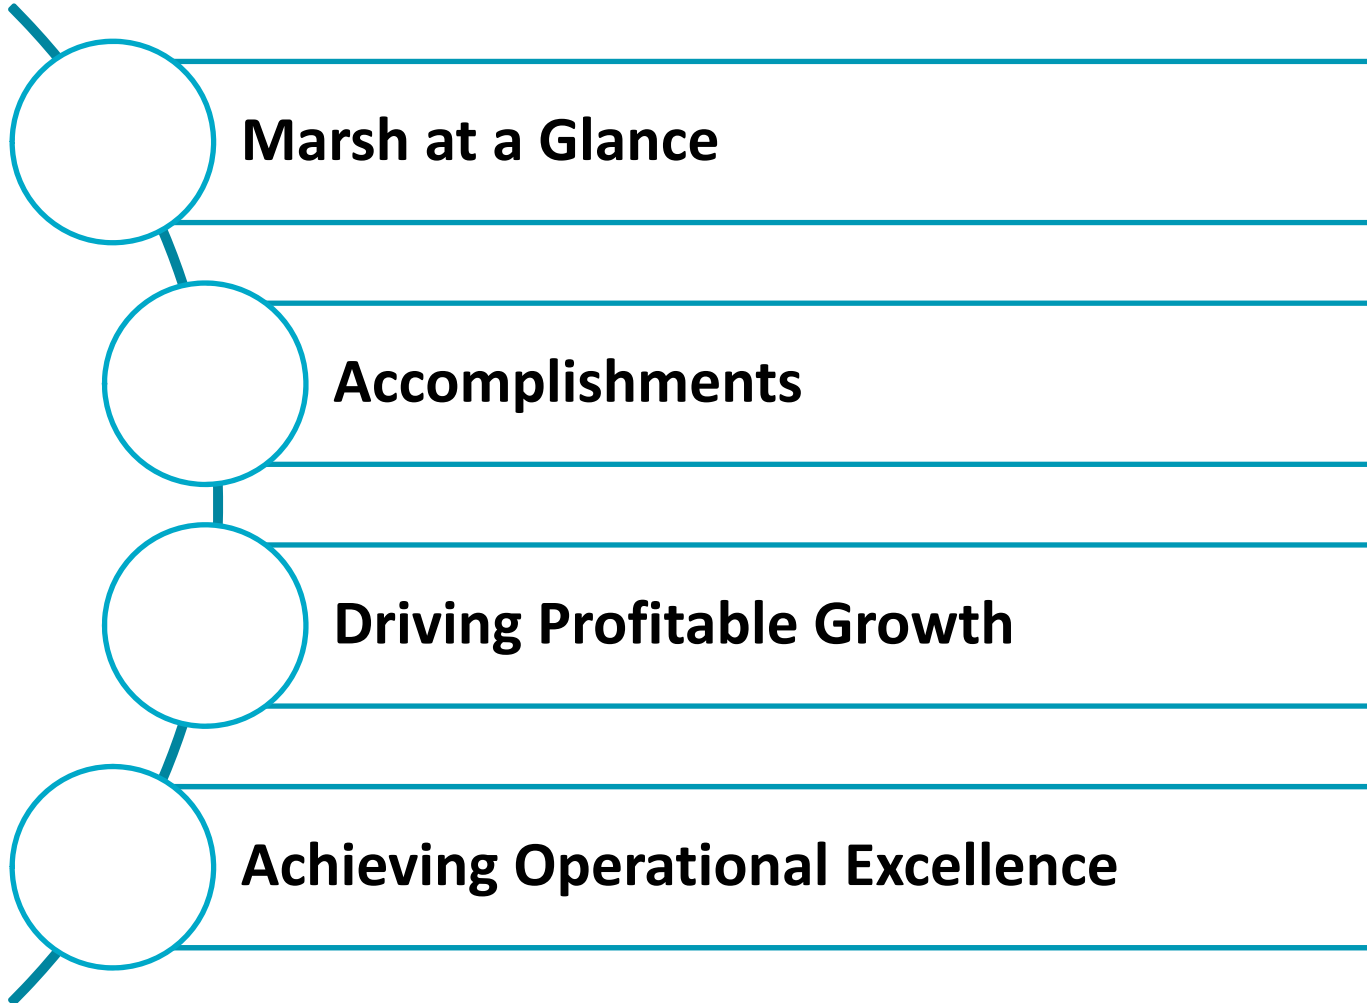 Marsh at a Glance
Accomplishments
Driving Profitable Growth
Achieving Operational Excellence